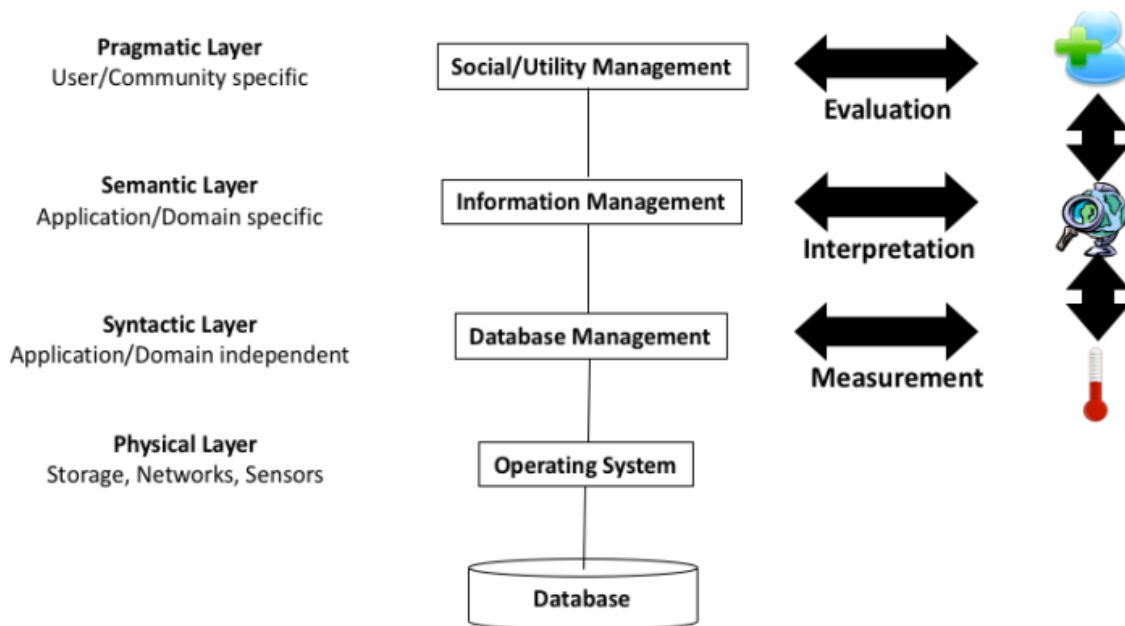 Pragmatic Layer
User/Community specific
Social/Utility Management
Evaluation
Semantic Layer
Application/Domain specific
Information Management
Interpretation
Syntactic Layer
Application/Domain independent
Database Management
Measurement
Physical Layer
Storage, Networks, Sensors
Operating System
Database